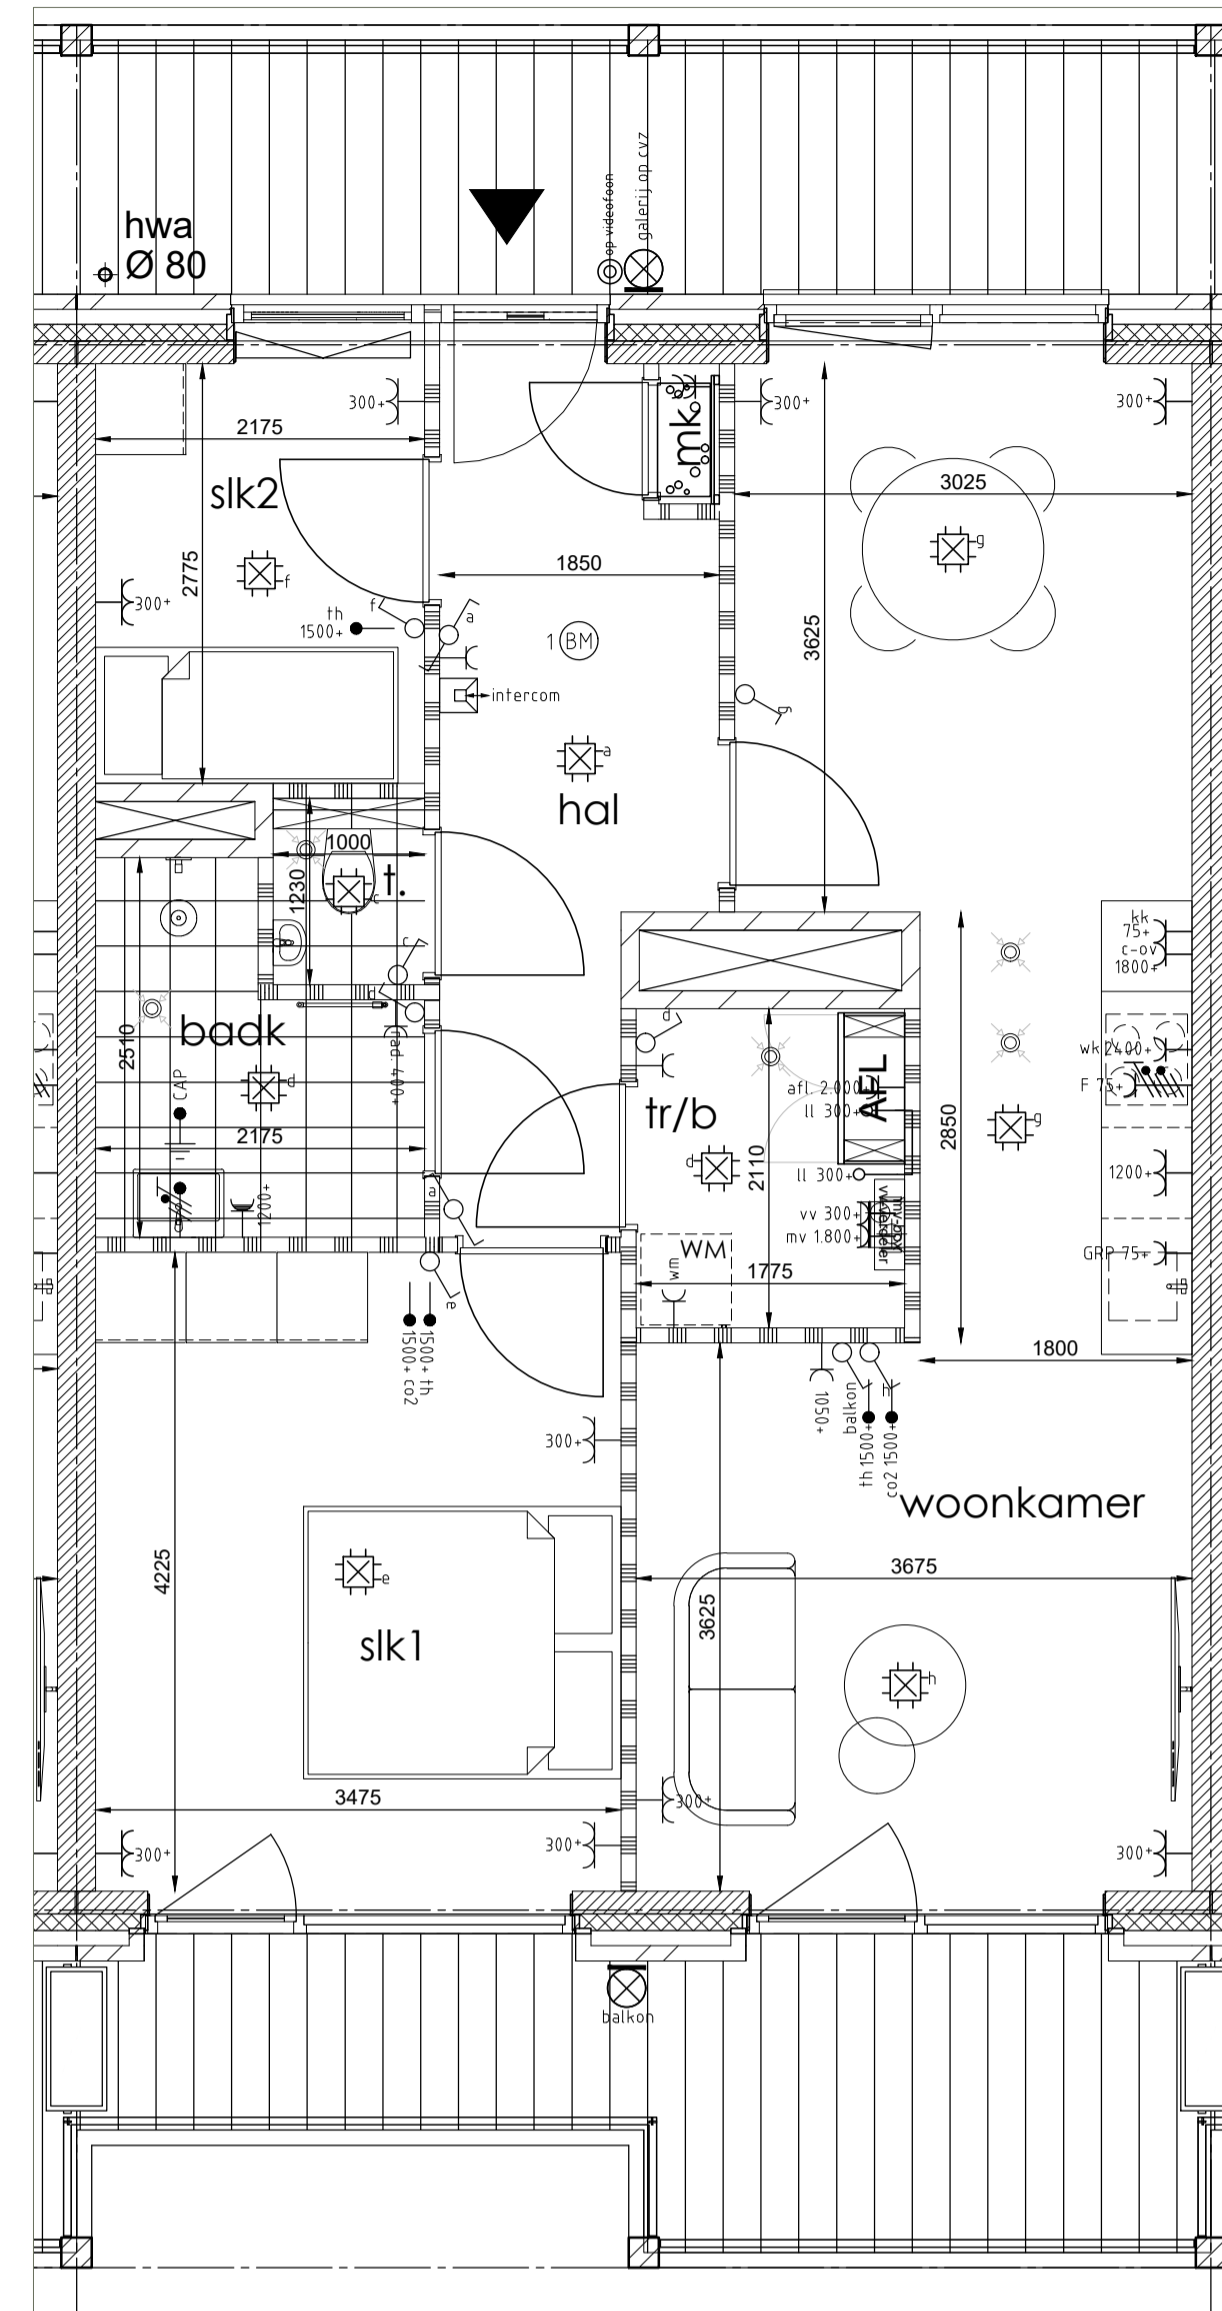 hwa
Ø 80
op videofoon
galerij op cvz
300+
mk
300+
300+
2175
slk2
3025
g
2775
f
1850
300+
th
1500+
f
a
1 BM
3625
intercom
g
a
hal
1000
t.
c
1230
c
d
kk
75+
c-ov
1800+
badk
2510
rad. 400+
d
CAP
2175
d
wk 2400+
F 75+
AFL
afl. 2.000+
ll 300+
tr/b
d
2110
2850
g
ll 300+
1200+
1200+
a
vv 300+
mv 1.800+
mv-box
GRP 75+
WM
wm
1775
e
1500+ co2
1500+ th
1800
1050+
balkon
h
th 1500+
co2 1500+
300+
woonkamer
4225
e
3675
3625
slk1
h
3475
300+
300+
300+
300+
balkon